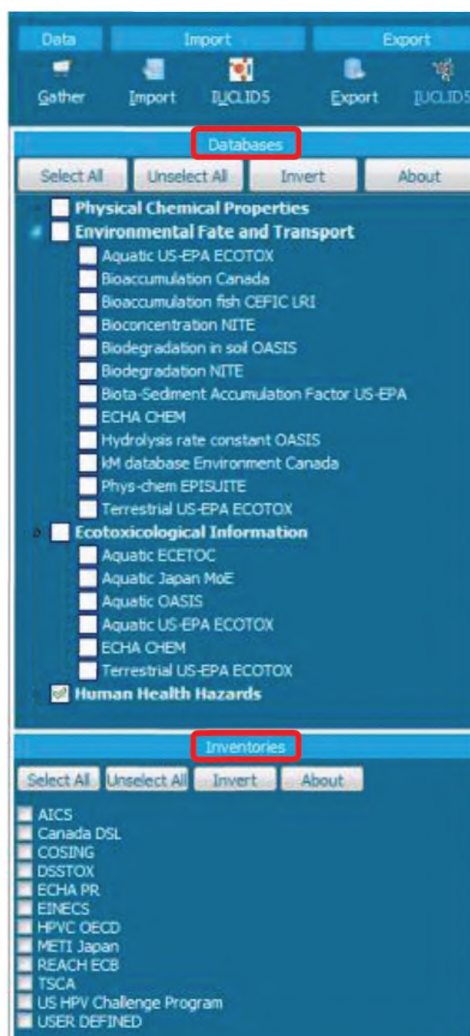 Data Import Export
Gather Import IUCLID5 Export IUCLID5
Databases
Select All Unselect All Invert About
Physical Chemical Properties
Environmental Fate and Transport
Aquatic US-EPA ECOTOX
Bioaccumulation Canada
Bioaccumulation fish CEFIC LRI
Bioconcentration NITE
Biodegradation in soil OASIS
Biodegradation NITE
Biota-Sediment Accumulation Factor US-EPA
ECHA CHEM
Hydrolysis rate constant OASIS
kM database Environment Canada
Phys-chem EPISUITE
Terrestrial US-EPA ECOTOX
Ecotoxicological Information
Aquatic ECETOC
Aquatic Japan MoE
Aquatic OASIS
Aquatic US-EPA ECOTOX
ECHA CHEM
Terrestrial US-EPA ECOTOX
Human Health Hazards
Inventories
Select All Unselect All Invert About
AICS
Canada DSL
COSING
DSSTOX
ECHA PR
EINECS
HPVC OECD
METI Japan
REACH ECB
TSCA
US HPV Challenge Program
USER DEFINED